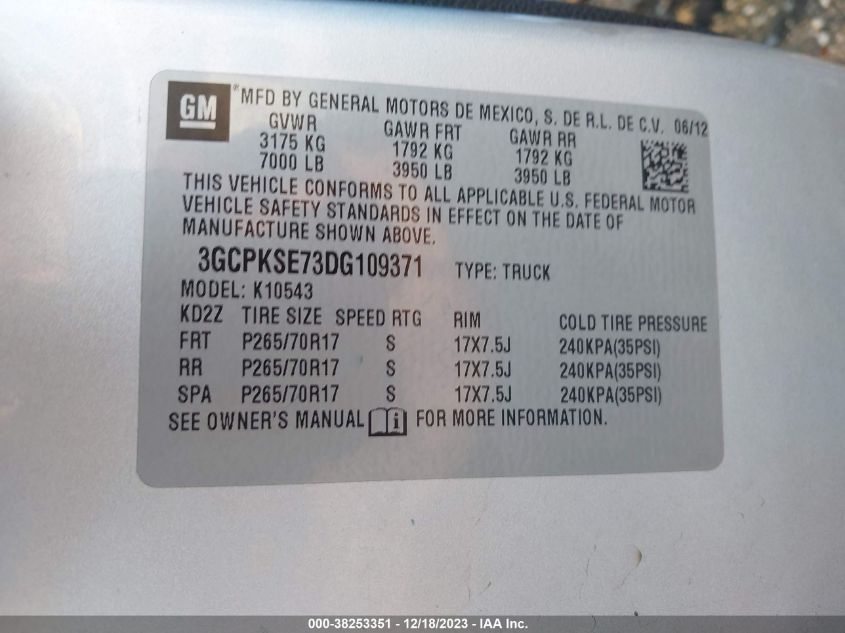 GM
® MFD BY GENERAL MOTORS DE MEXICO, S. DE R.L. DE C.V. 06/12
GVWR GAWR FRT GAWR RR
3175 KG 1792 KG 1792 KG
7000 LB 3950 LB 3950 LB
THIS VEHICLE CONFORMS TO ALL APPLICABLE U.S. FEDERAL MOTOR
VEHICLE SAFETY STANDARDS IN EFFECT ON THE DATE OF
MANUFACTURE SHOWN ABOVE.
3GCPKSE73DG109371 TYPE: TRUCK
MODEL: K10543
KD2Z TIRE SIZE SPEED RTG RIM COLD TIRE PRESSURE
FRT P265/70R17 S 17X7.5J 240KPA(35PSI)
RR P265/70R17 S 17X7.5J 240KPA(35PSI)
SPA P265/70R17 S 17X7.5J 240KPA(35PSI)
SEE OWNER'S MANUAL i FOR MORE INFORMATION.
000-38253351 - 12/18/2023 - IAA Inc.